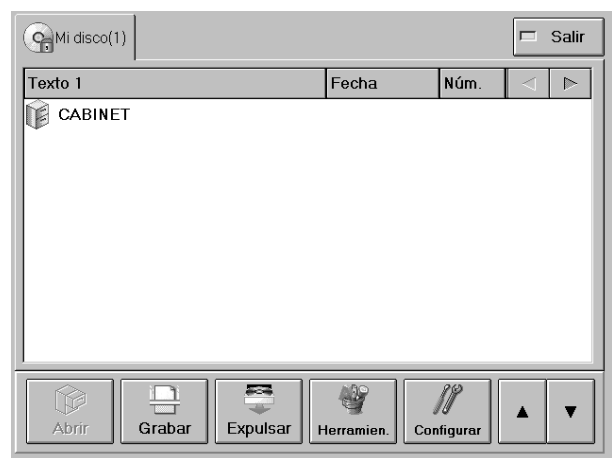 Mi disco(1)
Salir
Texto 1 Fecha Núm.
CABINET
Abrir Grabar Expulsar Herramien. Configurar